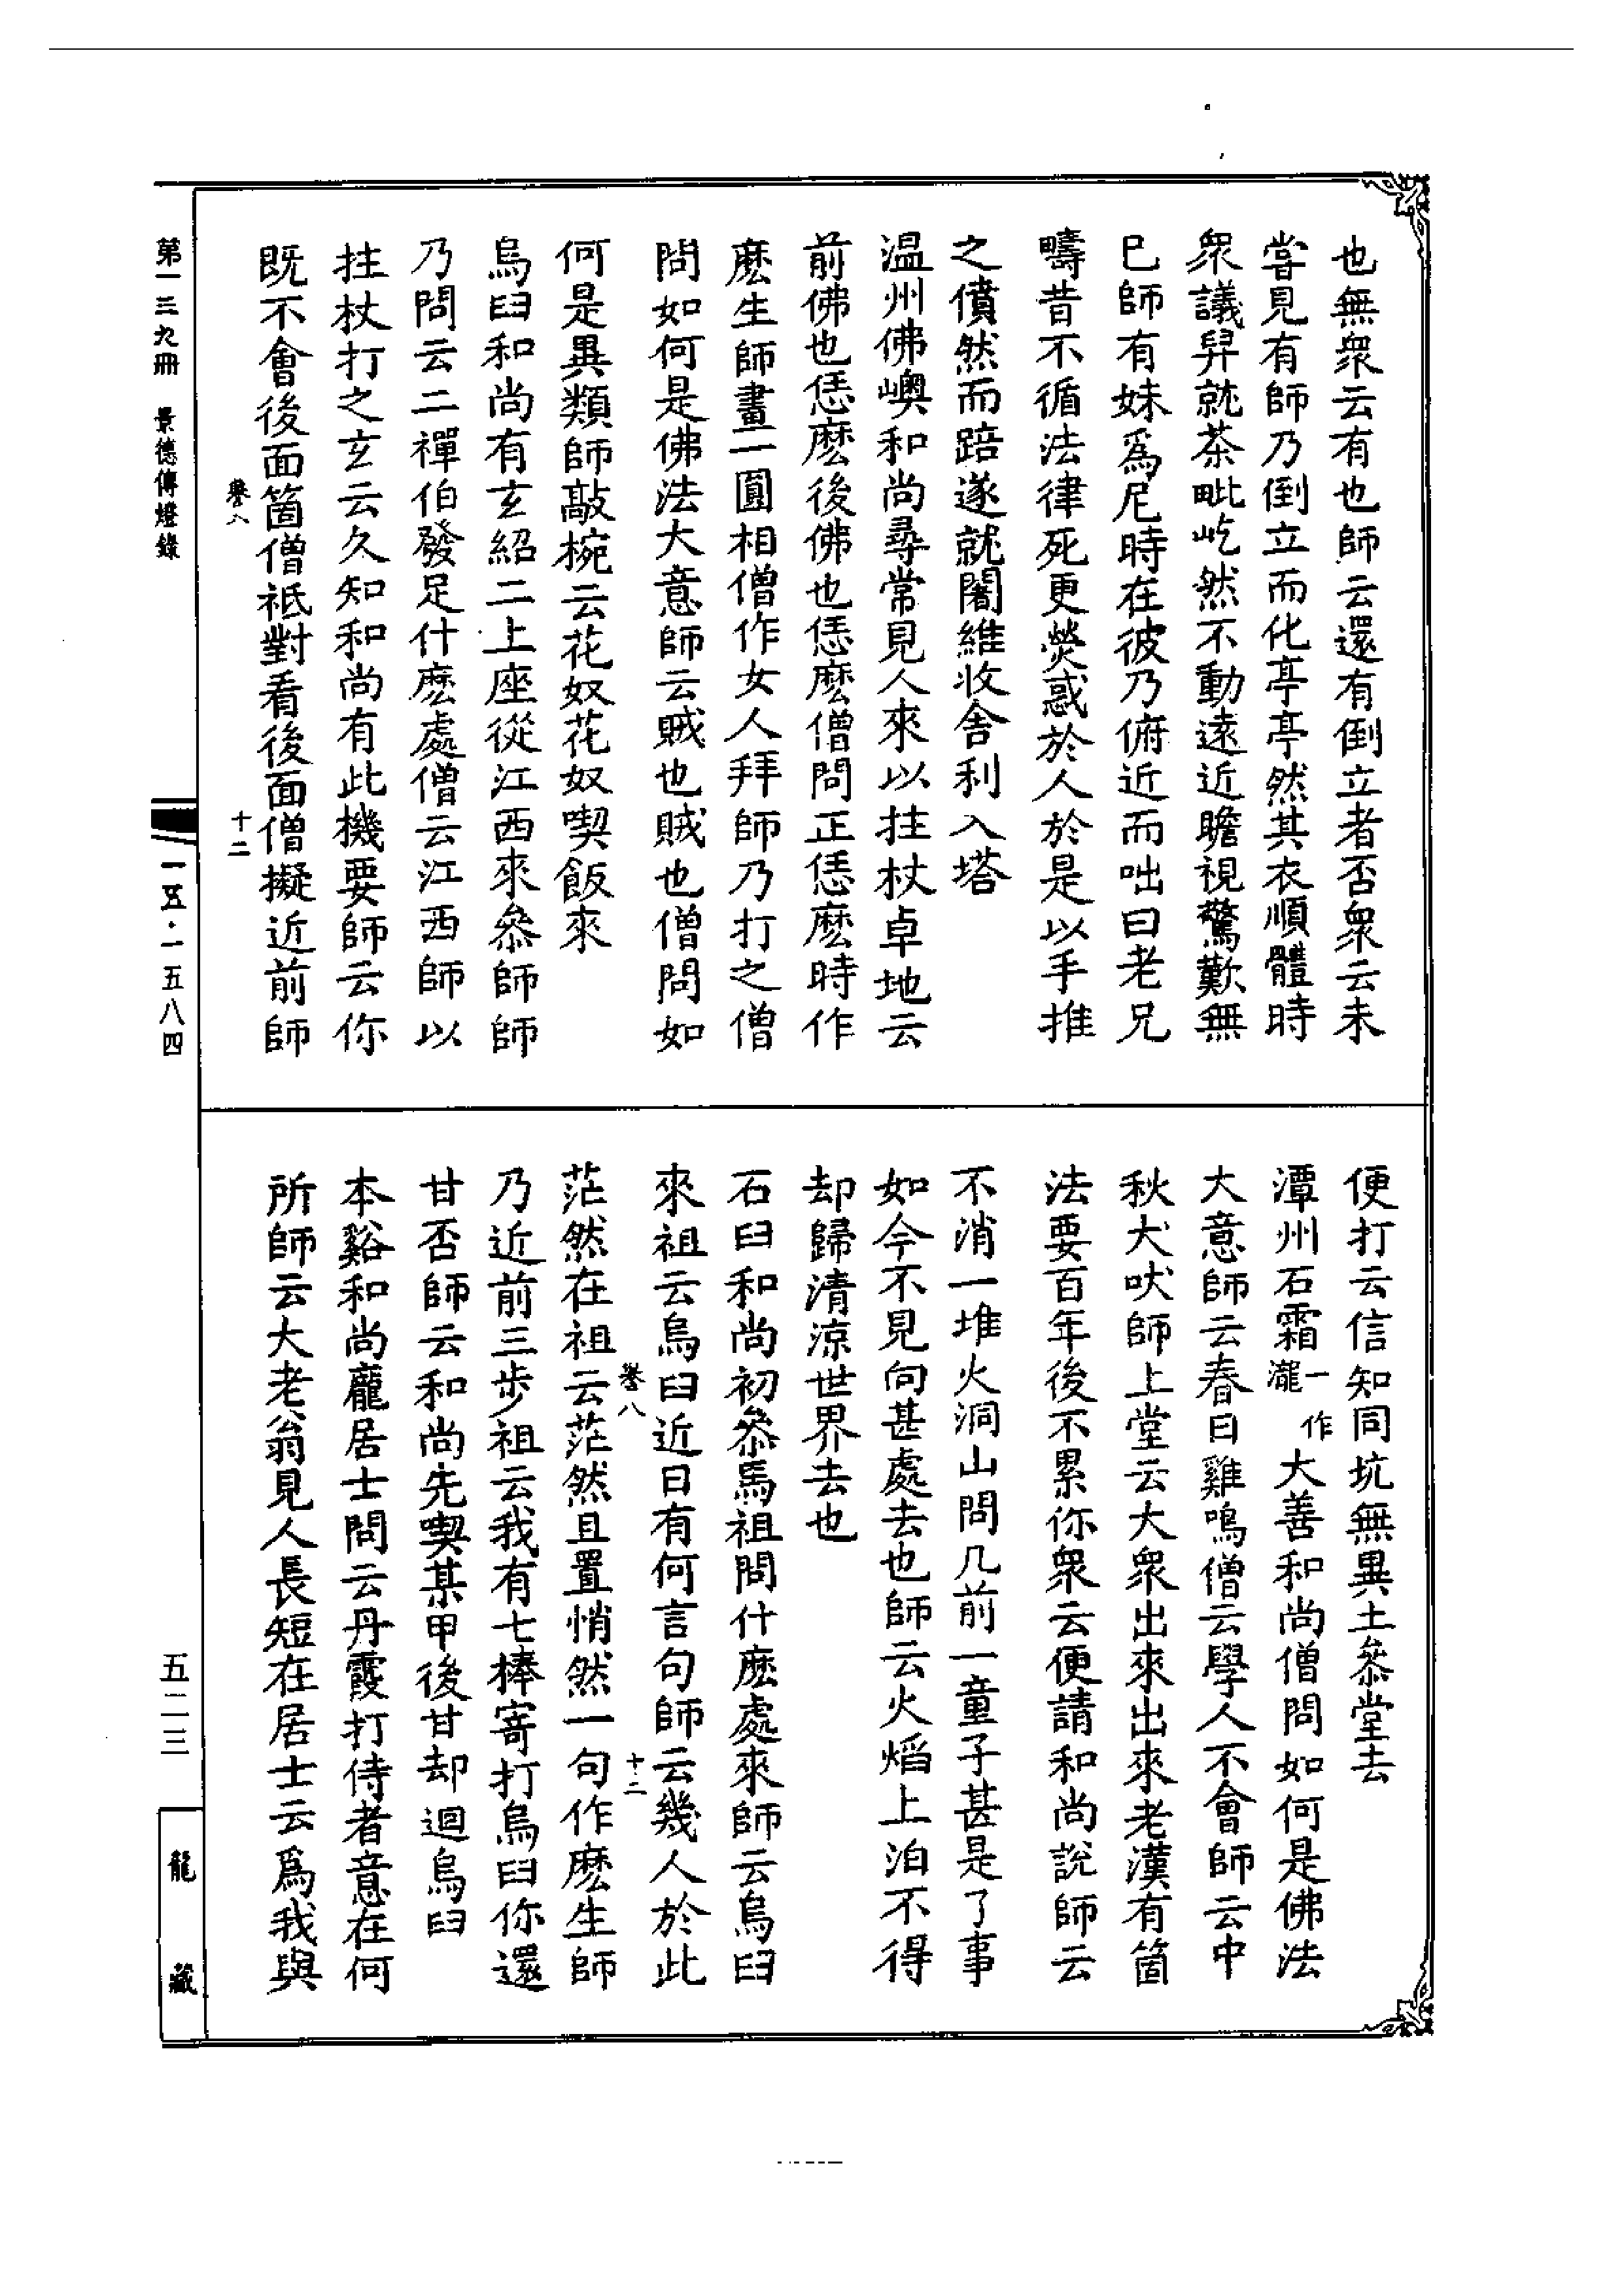 也無衆云有也師云還有倒立者否衆云未
甞見有師乃倒立而化亭亭然其衣順體時
衆議舁就茶毗屹然不動遠近瞻視驚歎無
巳師有妹爲尼時在彼乃俯近而咄曰老兄
疇昔不循法律死更熒惑於人於是以手推
之僨然而踣遂就闍維收舍利入塔
温州佛㠗和尚尋常見人來以拄杖卓地云
前佛也恁麽後佛也恁麽僧問正恁麽時作
麽生師畫一圓相僧作女人拜師乃打之僧
問如何是佛法大意師云賊也賊也僧問如
何是異類師敲椀云花奴花奴喫飯來
烏臼和尚有玄紹二上座從江西來叅師師
乃問云二禪伯發足什麽處僧云江西師以
拄杖打之玄云久知和尚有此機要師云你
既不會後面箇僧祇對看後面僧擬近前師
便打云信知同坑無異土叅堂去
潭州石霜一作瀧大善和尚僧問如何是佛法
大意師云春日雞鳴僧云學人不會師云中
秋犬吠師上堂云大衆出來出來老漢有箇
法要百年後不累你衆云便請和尚說師云
不消一堆火洞山問几前一童子甚是了事
如今不見向甚處去也師云火焰上泊不得
却歸清涼世界去也
石臼和尚初叅馬祖問什麽處來師云烏臼
來祖云烏臼近日有何言句師云幾人於此
茫然在祖云茫然且置悄然一句作麽生師
乃近前三步祖云我有七棒寄打烏臼你還
甘否師云和尚先喫某甲後甘却迴烏臼
本谿和尚龐居士問云丹霞打侍者意在何
所師云大老翁見人長短在居士云爲我與
第一三九冊　景德傳燈錄
一五·一五八四
五二三
龍藏
十二
八
十二